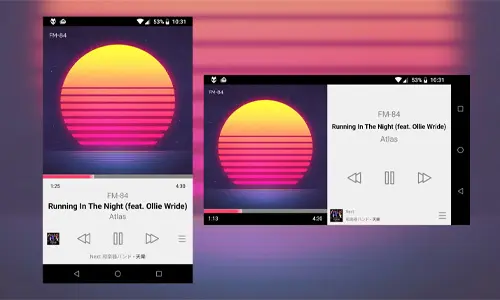 53% 10:31
FM-84
1:25 4:30
FM-84
Running In The Night (feat. Ollie Wride)
Atlas
Next: 和楽器バンド - 天樂
53% 10:31
FM-84
FM-84
Running In The Night (feat. Ollie Wride)
Atlas
1:13 4:30
Next
和楽器バンド - 天樂